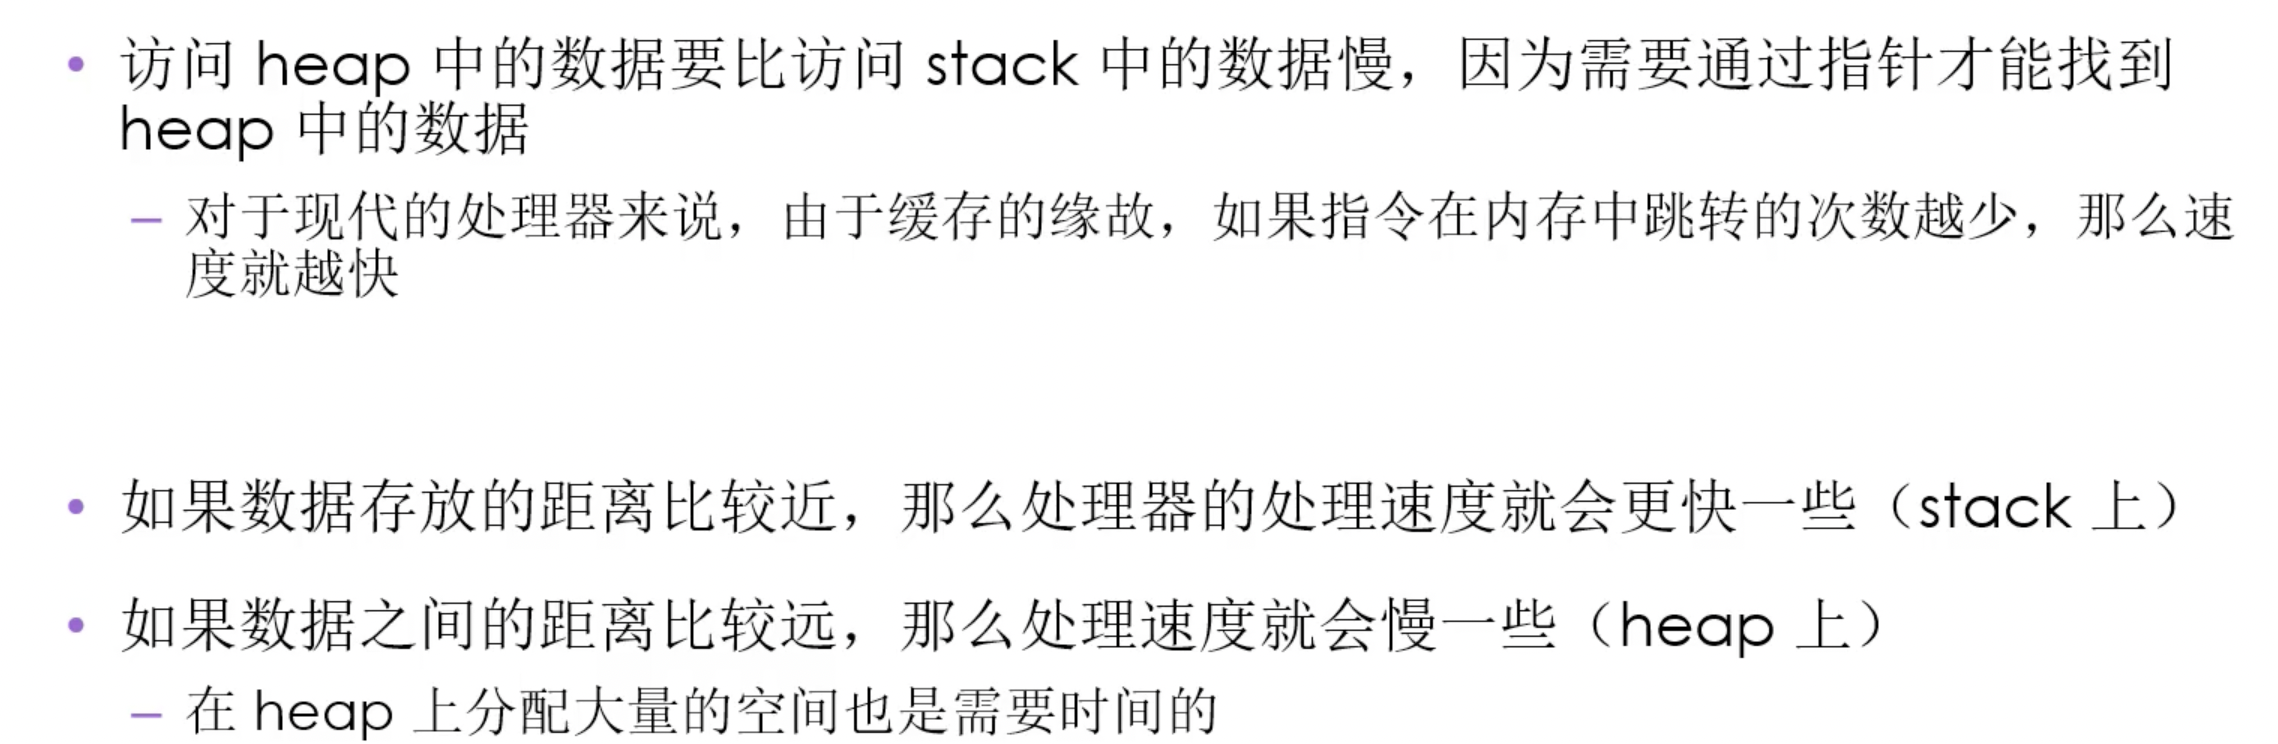 • 访问 heap 中的数据要比访问 stack 中的数据慢，因为需要通过指针才能找到
heap 中的数据
– 对于现代的处理器来说，由于缓存的缘故，如果指令在内存中跳转的次数越少，那么速
度就越快
• 如果数据存放的距离比较近，那么处理器的处理速度就会更快一些（stack 上）
• 如果数据之间的距离比较远，那么处理速度就会慢一些（heap 上）
– 在 heap 上分配大量的空间也是需要时间的